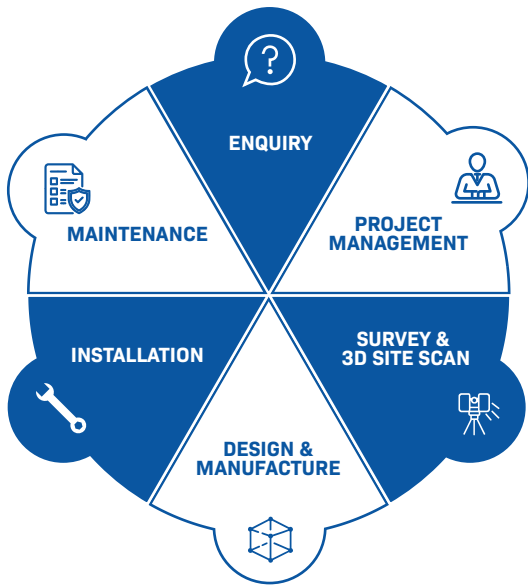 ?
ENQUIRY
PROJECT
MANAGEMENT
SURVEY &
3D SITE SCAN
DESIGN &
MANUFACTURE
INSTALLATION
MAINTENANCE